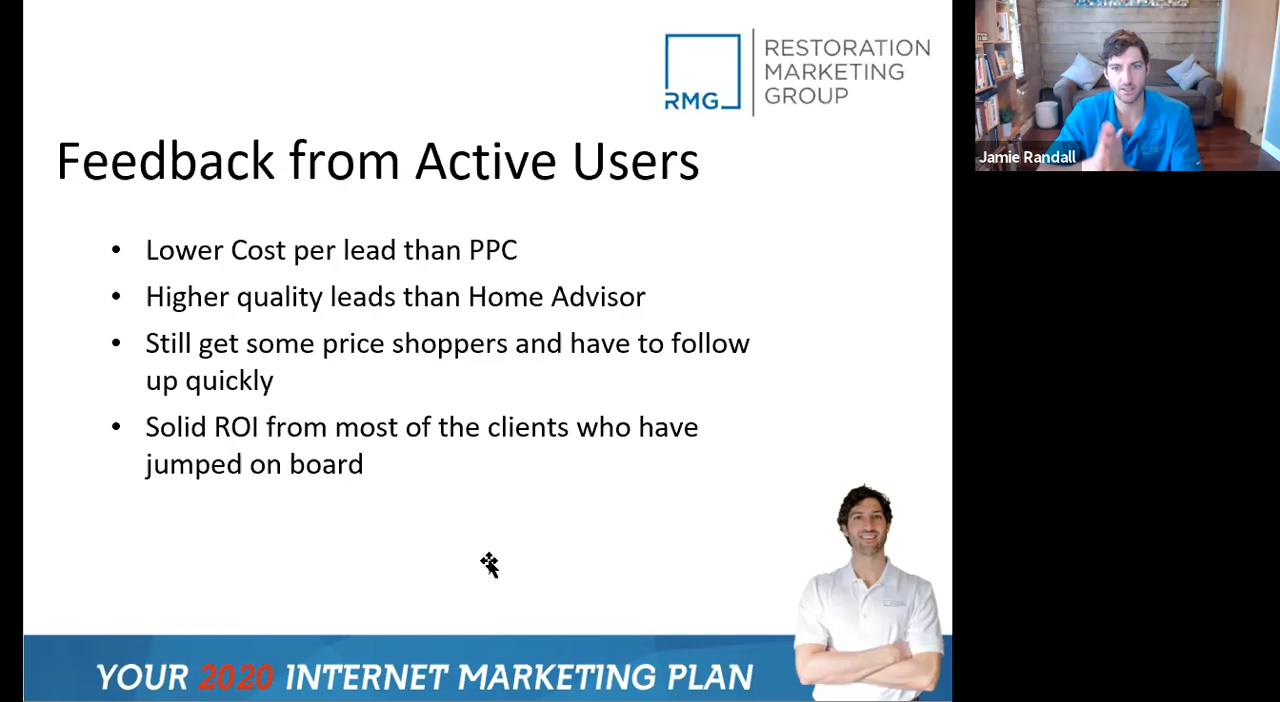 RMG
RESTORATION
MARKETING
GROUP
Jamie Randall
Feedback from Active Users
• Lower Cost per lead than PPC
• Higher quality leads than Home Advisor
• Still get some price shoppers and have to follow
up quickly
• Solid ROI from most of the clients who have
jumped on board
YOUR 2020 INTERNET MARKETING PLAN